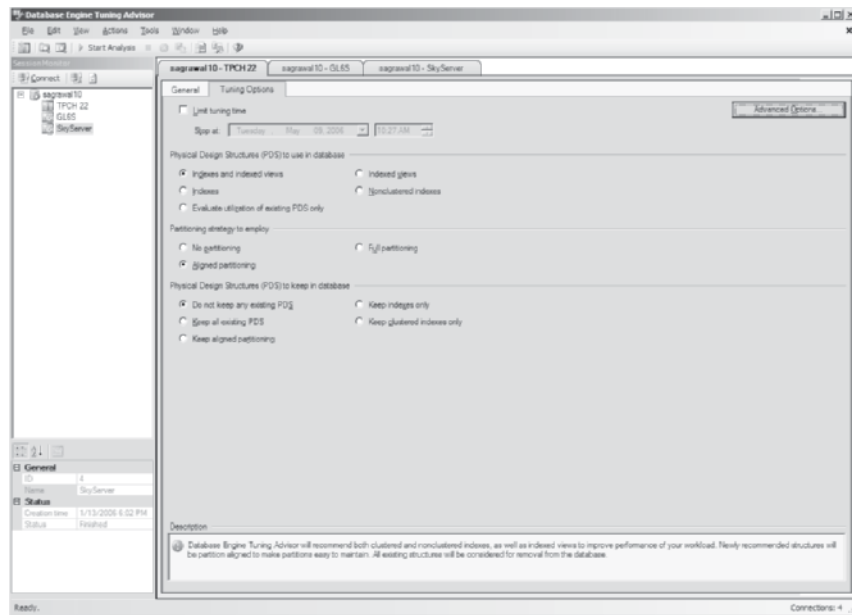 Database Engine Tuning Advisor
File Edit View Actions Tools Window Help
Start Analysis
Session Monitor
Connect
sagrawal10
TPCH 22
GL65
SkyServer
sagrawal10 - TPCH 22 sagrawal10 - GL65 sagrawal10 - SkyServer
General Tuning Options
Limit tuning time
Advanced Options...
Stop at: Tuesday , May 09, 2006 10:27 AM
Physical Design Structures (PDS) to use in database
Indexes and indexed views Indexed views
Indexes Nonclustered indexes
Evaluate utilization of existing PDS only
Partitioning strategy to employ
No partitioning Full partitioning
Aligned partitioning
Physical Design Structures (PDS) to keep in database
Do not keep any existing PDS Keep indexes only
Keep all existing PDS Keep clustered indexes only
Keep aligned partitioning
General
ID 4
Name SkyServer
Status
Creation time 1/13/2006 6:02 PM
Status Finished
Description
Database Engine Tuning Advisor will recommend both clustered and nonclustered indexes, as well as indexed views to improve performance of your workload. Newly recommended structures will
be partition aligned to make partitions easy to maintain. All existing structures will be considered for removal from the database.
Ready. Connections: 4